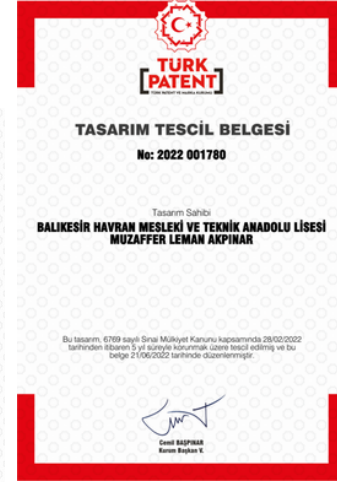 TÜRK
PATENT
TÜRK PATENT VE MARKA KURUMU
TASARIM TESCİL BELGESİ
No: 2022 001780
Tasarım Sahibi
BALIKESİR HAVRAN MESLEKİ VE TEKNİK ANADOLU LİSESİ
MUZAFFER LEMAN AKPINAR
Bu tasarım, 6769 sayılı Sınai Mülkiyet Kanunu kapsamında 28/02/2022
tarihinden itibaren 5 yıl süreyle korunmak üzere tescil edilmiş ve bu
belge 21/06/2022 tarihinde düzenlenmiştir.
Cemil BAŞPINAR
Kurum Başkan V.